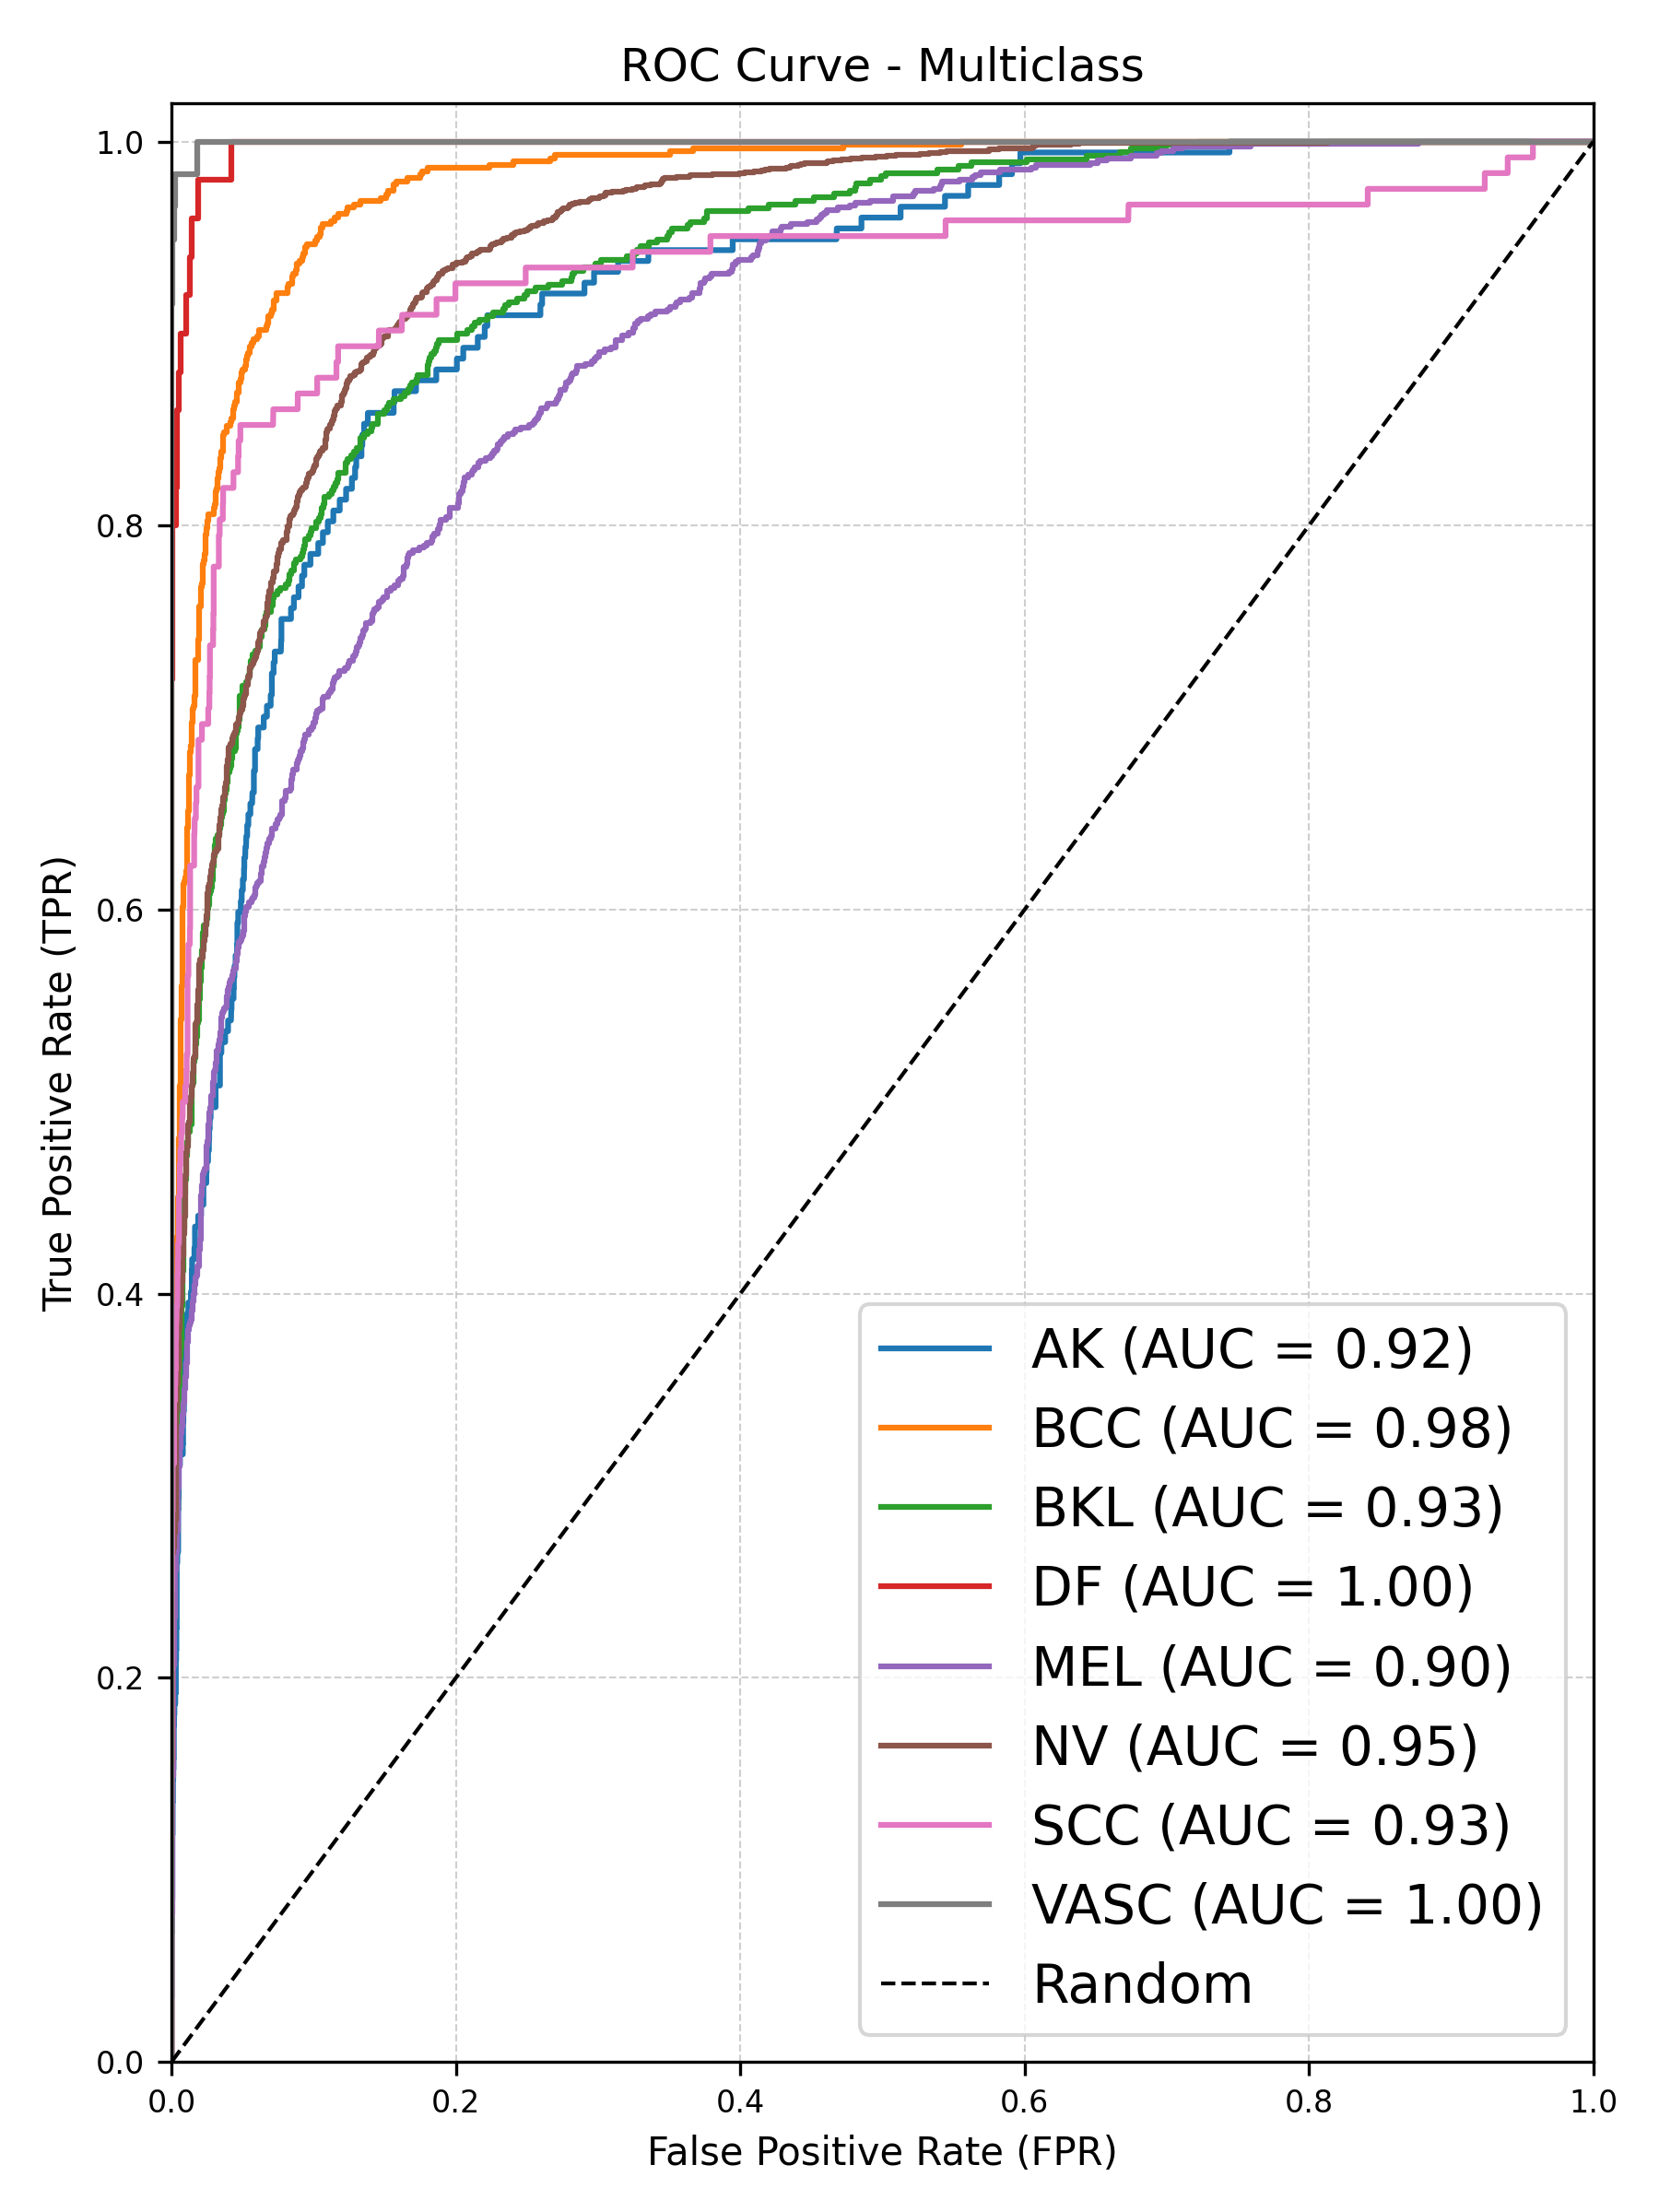 ROC Curve - Multiclass
True Positive Rate (TPR)
1.0
0.8
0.6
0.4
0.2
0.0
AK (AUC = 0.92)
BCC (AUC = 0.98)
BKL (AUC = 0.93)
DF (AUC = 1.00)
MEL (AUC = 0.90)
NV (AUC = 0.95)
SCC (AUC = 0.93)
VASC (AUC = 1.00)
Random
0.0 0.2 0.4 0.6 0.8 1.0
False Positive Rate (FPR)